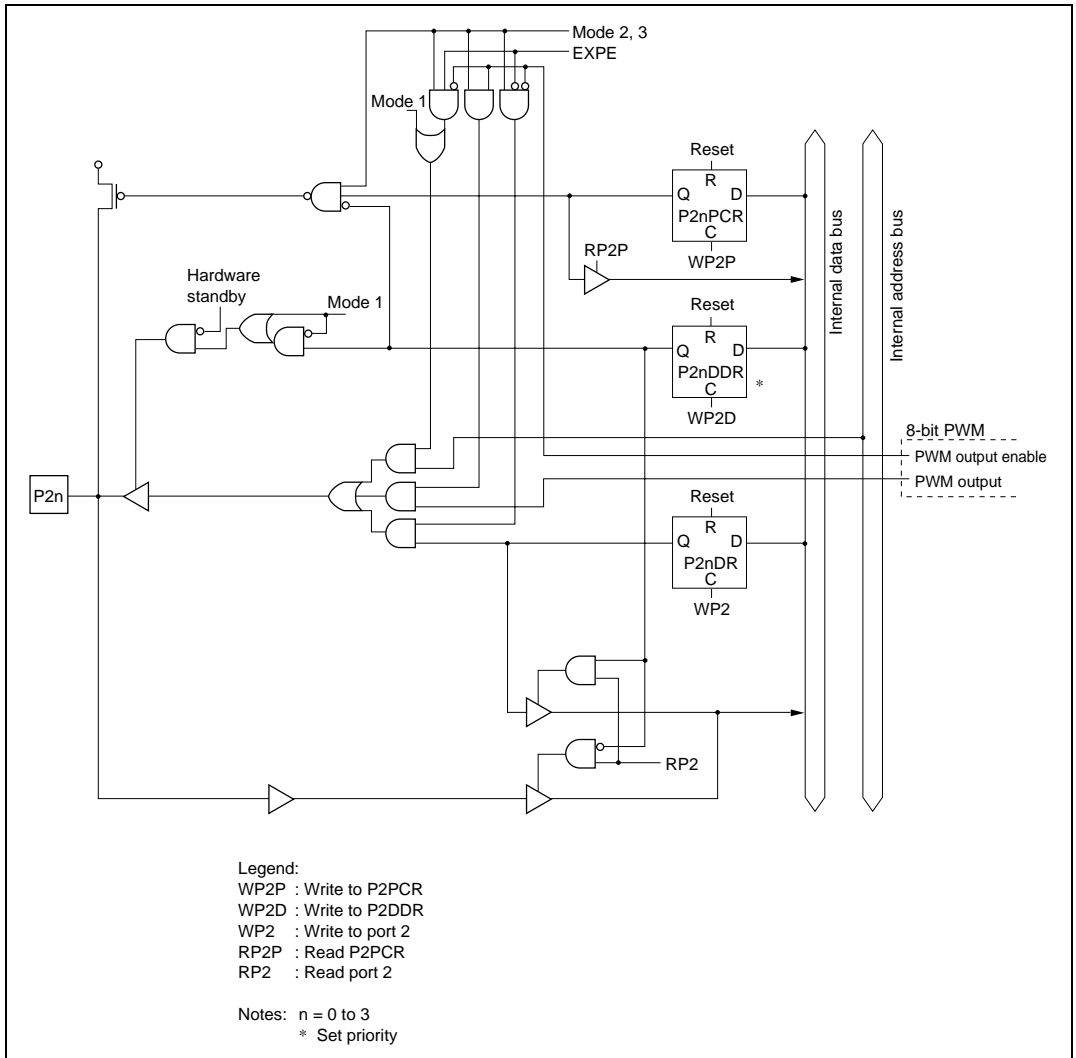 Mode 2, 3
EXPE
Mode 1
Reset
R
Q D
P2nPCR
C
WP2P
RP2P
Hardware
standby
Mode 1
Reset
R
Q D
P2nDDR
C
*
WP2D
Internal data bus
Internal address bus
8-bit PWM
PWM output enable
PWM output
P2n
Reset
R
Q D
P2nDR
C
WP2
RP2
Legend:
WP2P : Write to P2PCR
WP2D : Write to P2DDR
WP2 : Write to port 2
RP2P : Read P2PCR
RP2 : Read port 2
Notes: n = 0 to 3
* Set priority